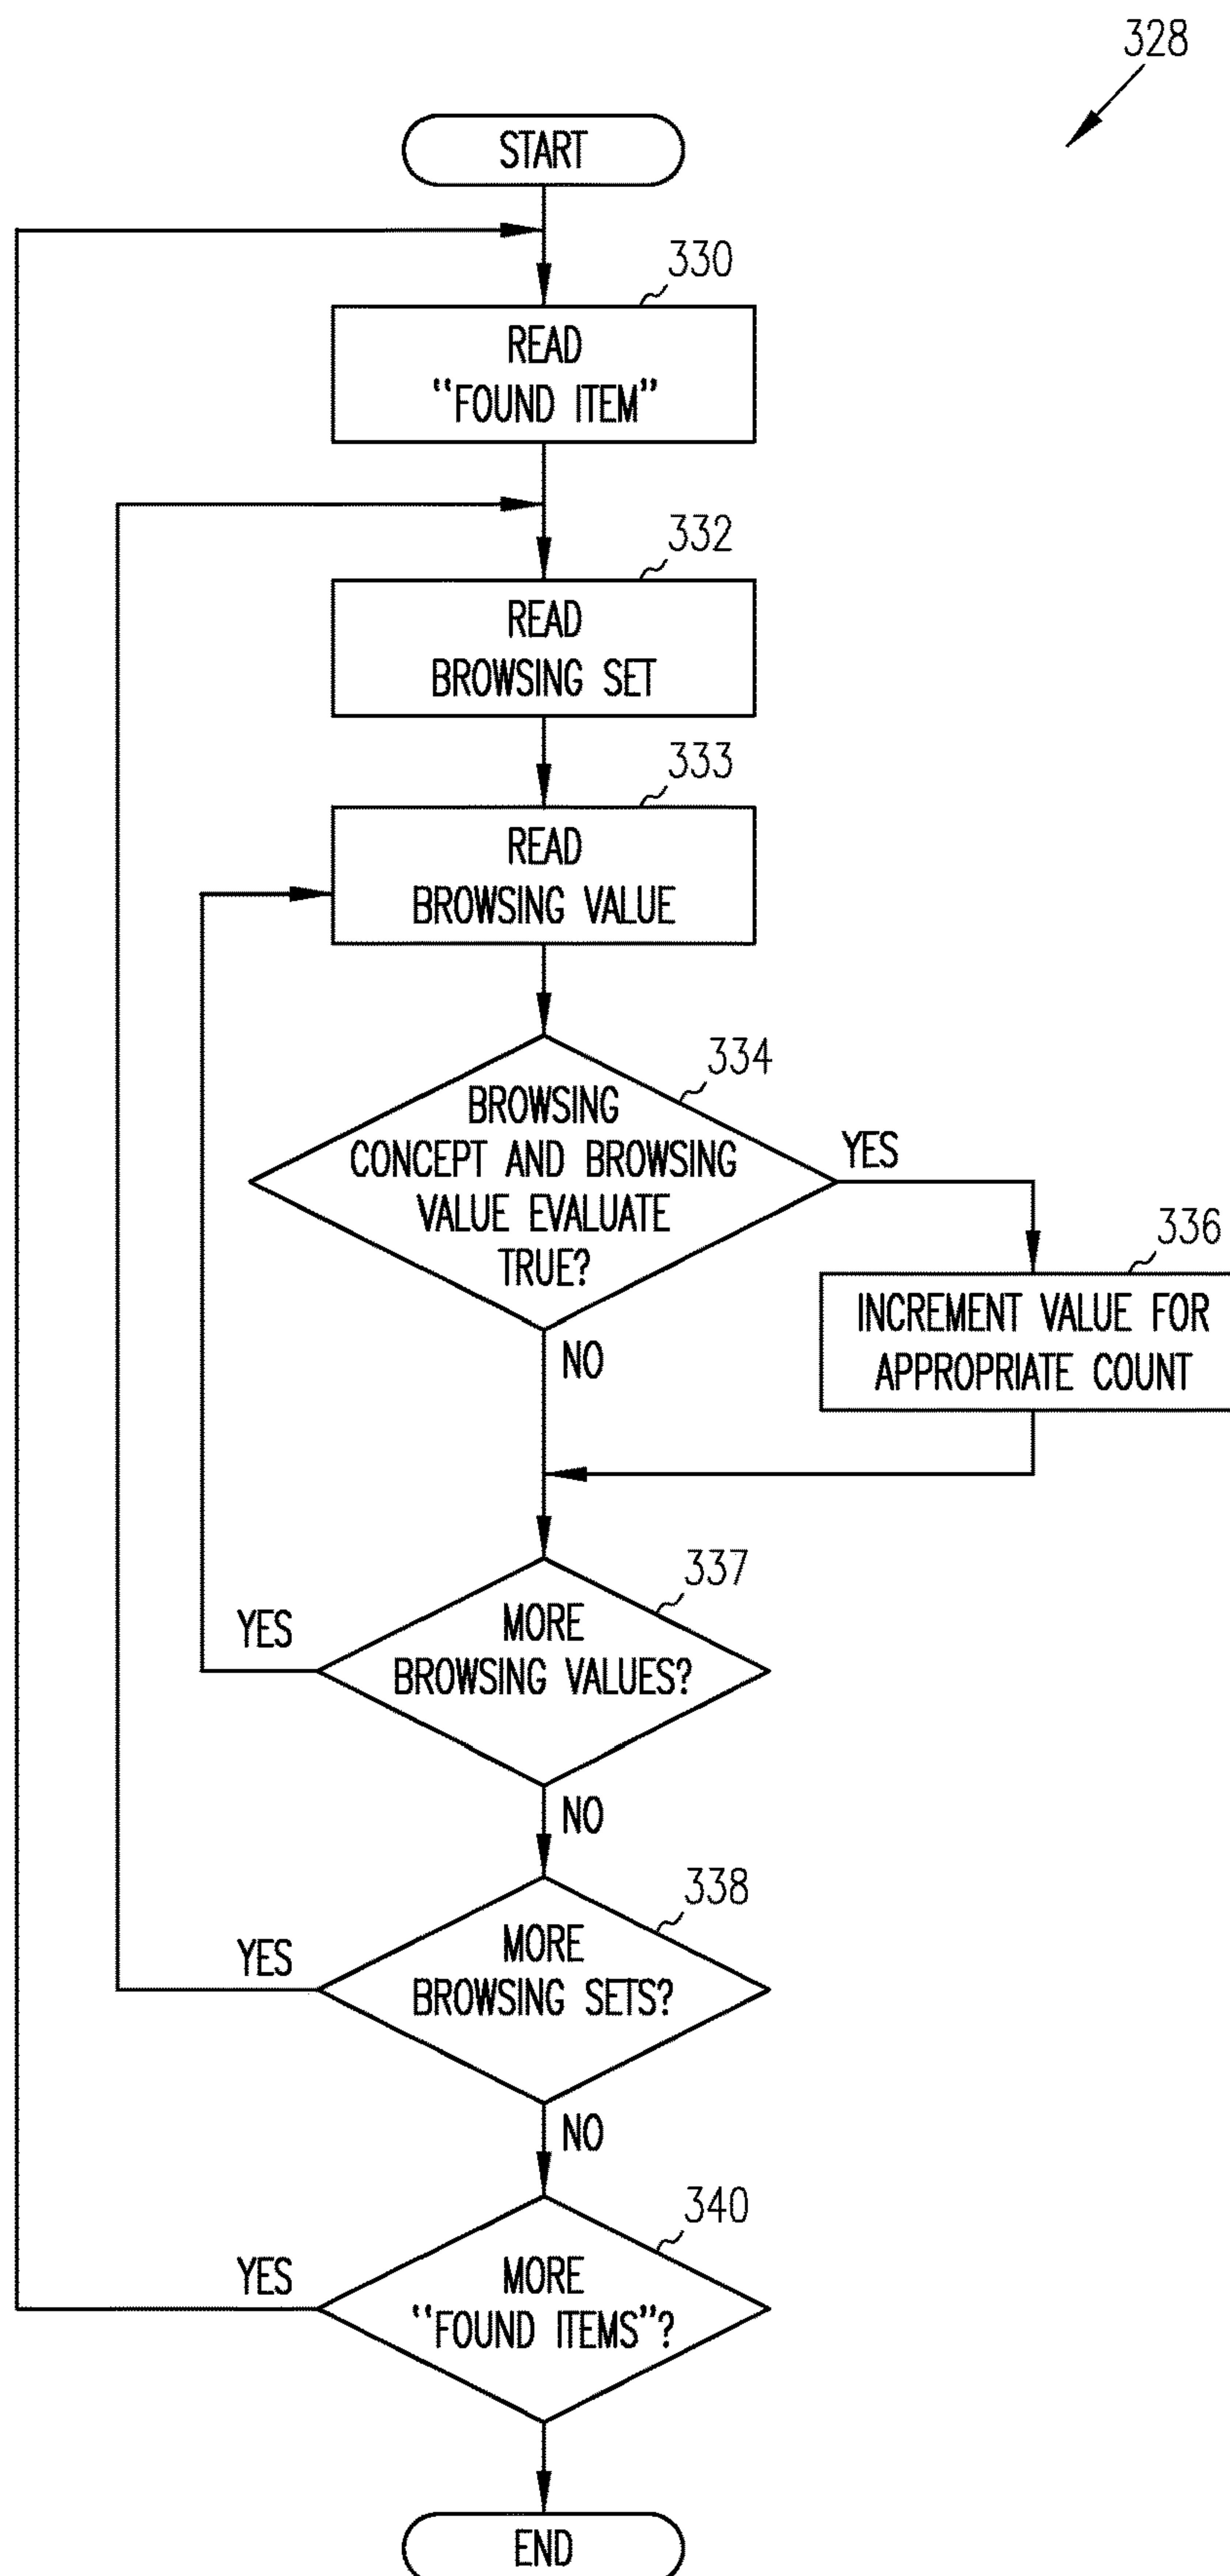 328
START
330
READ
“FOUND ITEM”
332
READ
BROWSING SET
333
READ
BROWSING VALUE
334
BROWSING
CONCEPT AND BROWSING
VALUE EVALUATE
TRUE?
YES
336
INCREMENT VALUE FOR
APPROPRIATE COUNT
NO
337
MORE
BROWSING VALUES?
YES
NO
338
MORE
BROWSING SETS?
YES
NO
340
MORE
“FOUND ITEMS”?
YES
END